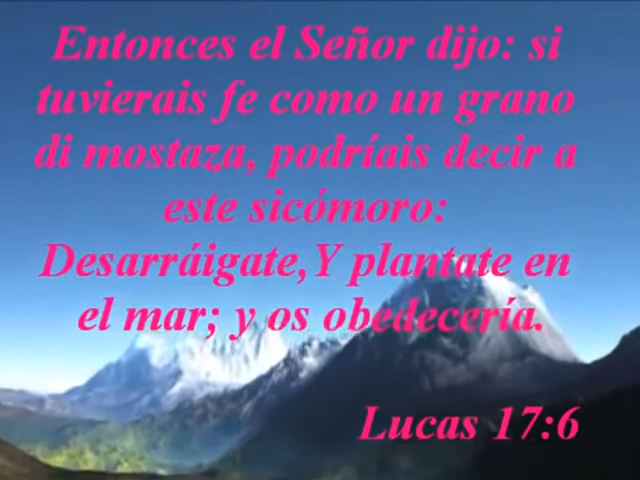 Entonces el Señor dijo: si
tuvierais fe como un grano
di mostaza, podríais decir a
este sicómoro:
Desarráigate,Y plantate en
el mar; y os obedecería.
Lucas 17:6